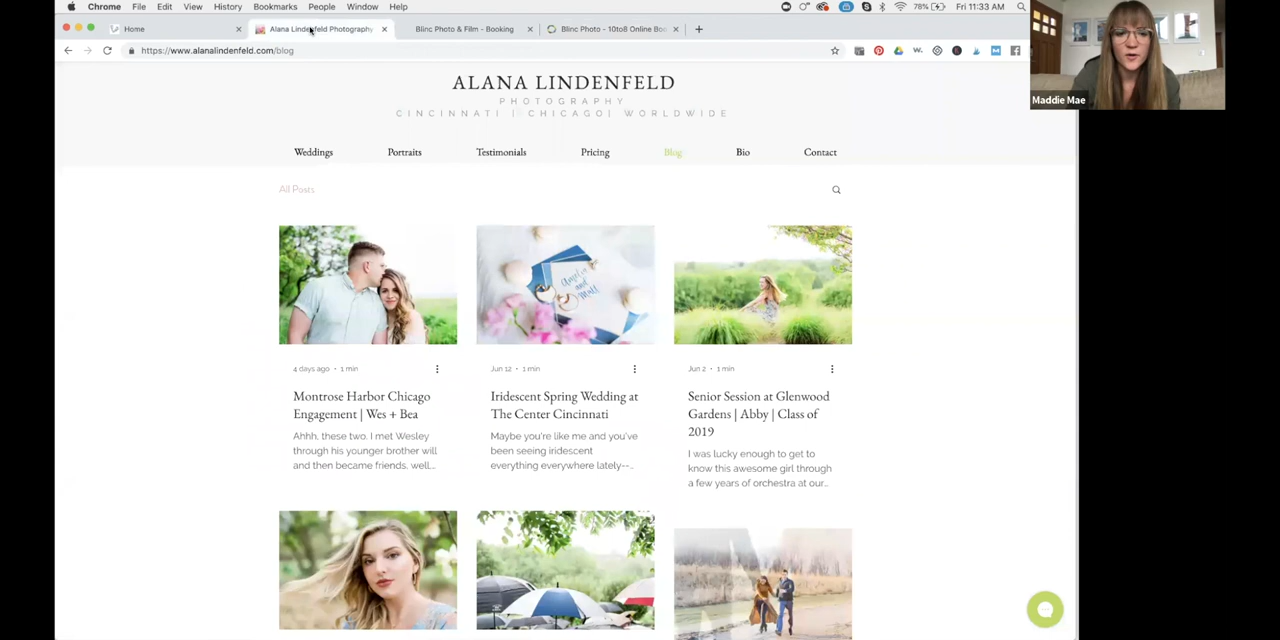 Chrome File Edit View History Bookmarks People Window Help 78% Fri 11:33 AM
Home Alana Lindenfeld Photography Blinc Photo & Film - Booking Blinc Photo - 10to8 Online Boo
https://www.alanalindenfeld.com/blog
Maddie Mae
ALANA LINDENFELD
PHOTOGRAPHY
CINCINNATI | CHICAGO| WORLDWIDE
Weddings Portraits Testimonials Pricing Blog Bio Contact
All Posts
4 days ago · 1 min
Montrose Harbor Chicago
Engagement | Wes + Bea
Ahhh, these two. I met Wesley
through his younger brother will
and then became friends, well...
Angela
and
Matt
Jun 12 · 1 min
Iridescent Spring Wedding at
The Center Cincinnati
Maybe you're like me and you've
been seeing iridescent
everything everywhere lately--...
Jun 2 · 1 min
Senior Session at Glenwood
Gardens | Abby | Class of
2019
I was lucky enough to get to
know this awesome girl through
a few years of orchestra at our...